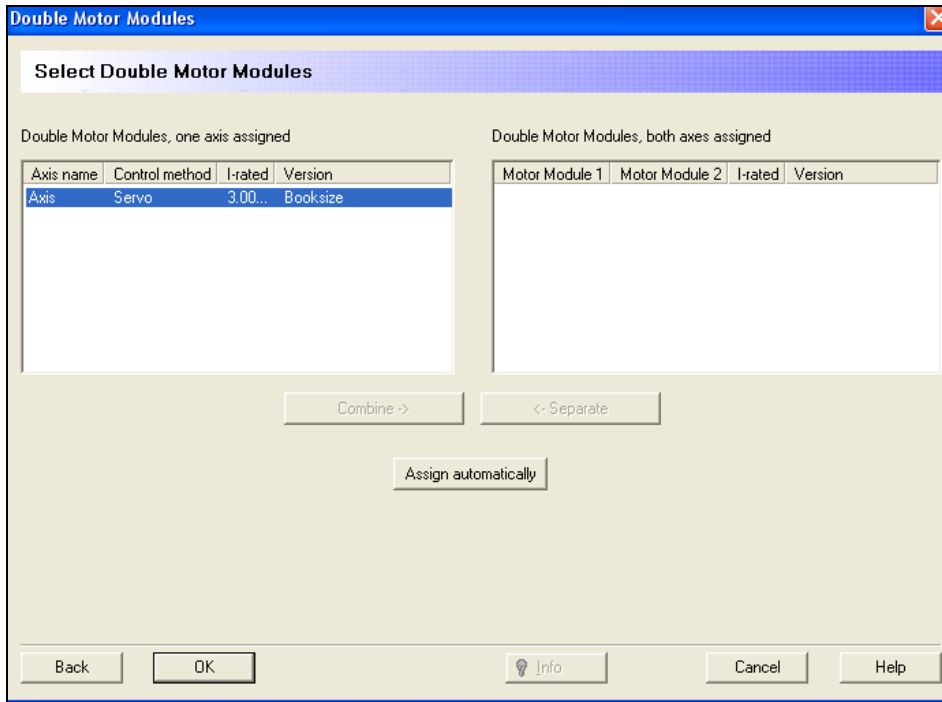 Double Motor Modules
Select Double Motor Modules
Double Motor Modules, one axis assigned
Double Motor Modules, both axes assigned
Axis name Control method I-rated Version
Axis Servo 3.00... Booksize
Motor Module 1 Motor Module 2 I-rated Version
Combine ->
<- Separate
Assign automatically
Back OK Info Cancel Help